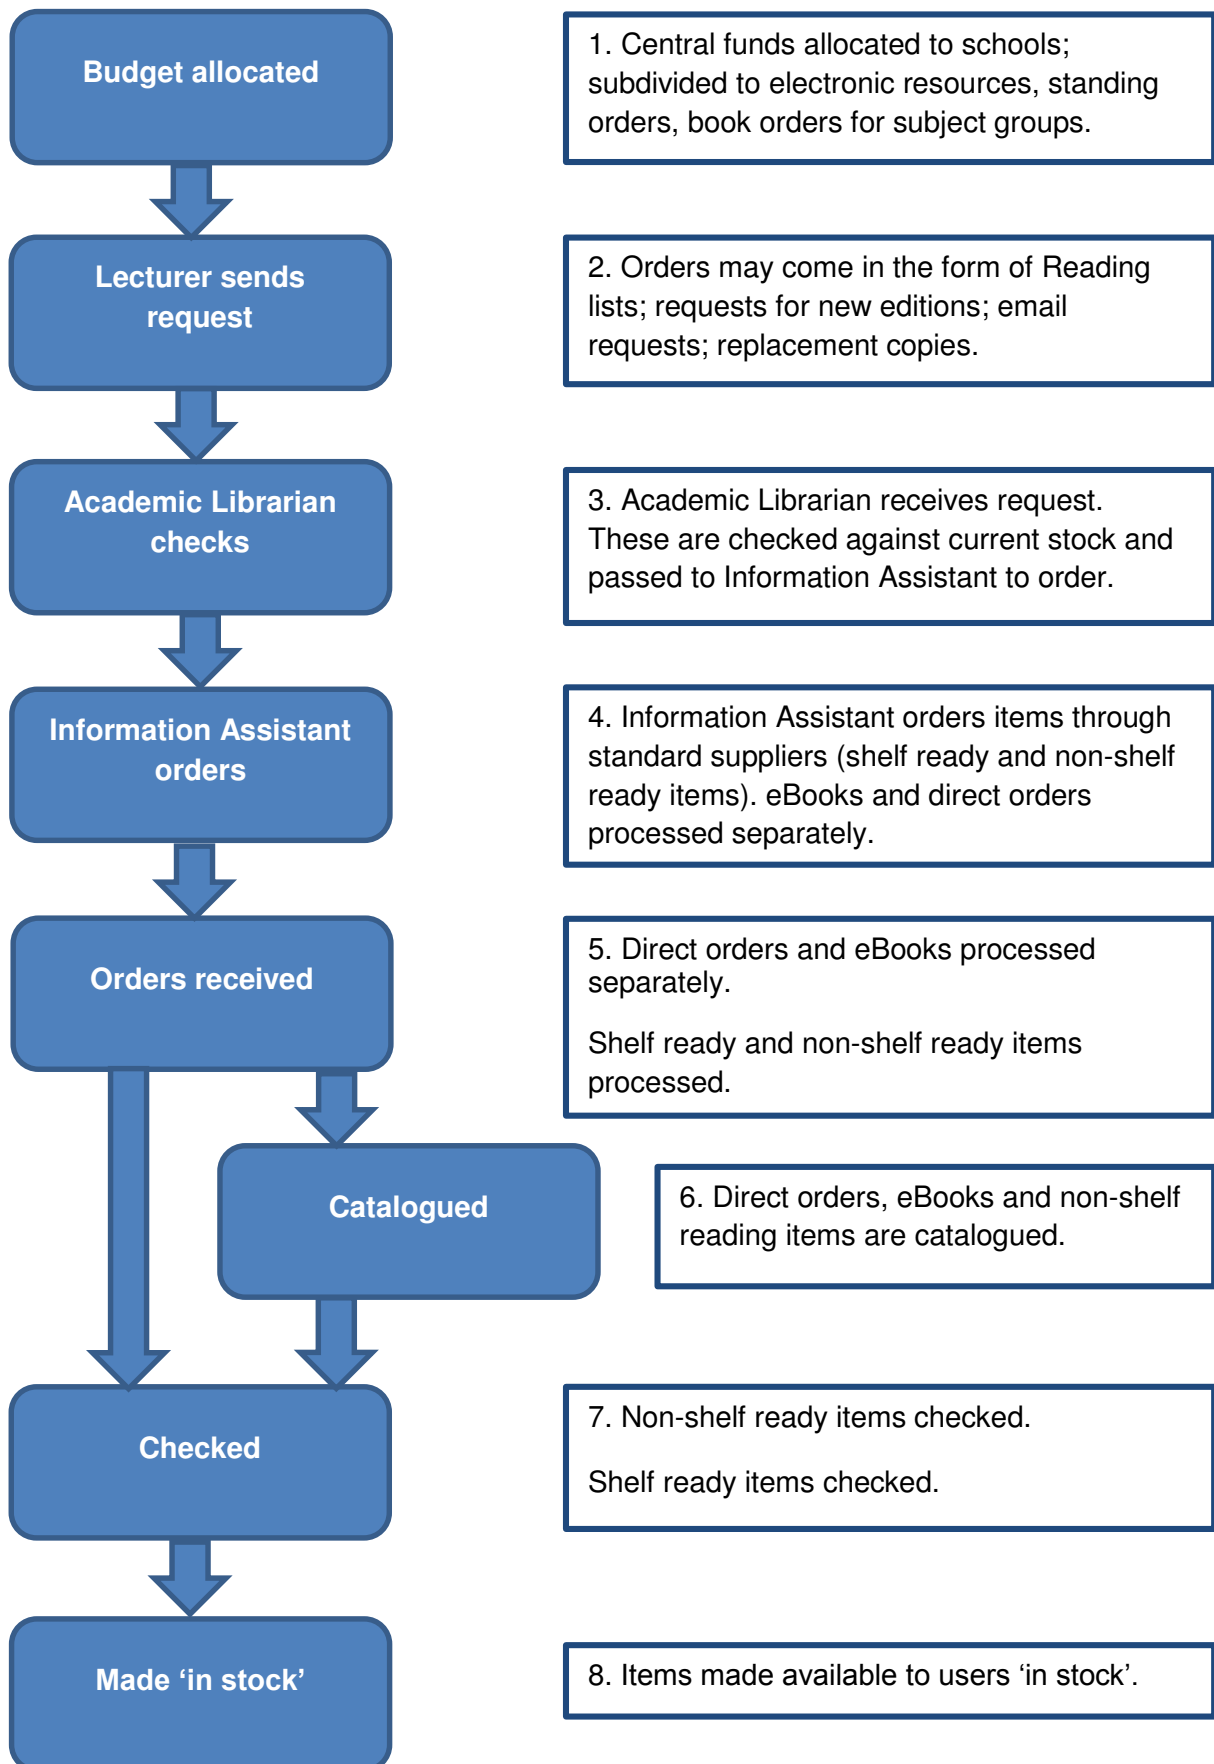 Budget allocated
1. Central funds allocated to schools;
subdivided to electronic resources, standing
orders, book orders for subject groups.
Lecturer sends
request
2. Orders may come in the form of Reading
lists; requests for new editions; email
requests; replacement copies.
Academic Librarian
checks
3. Academic Librarian receives request.
These are checked against current stock and
passed to Information Assistant to order.
Information Assistant
orders
4. Information Assistant orders items through
standard suppliers (shelf ready and non-shelf
ready items). eBooks and direct orders
processed separately.
Orders received
5. Direct orders and eBooks processed
separately.
Shelf ready and non-shelf ready items
processed.
Catalogued
6. Direct orders, eBooks and non-shelf
reading items are catalogued.
Checked
7. Non-shelf ready items checked.
Shelf ready items checked.
Made ‘in stock’
8. Items made available to users ‘in stock’.